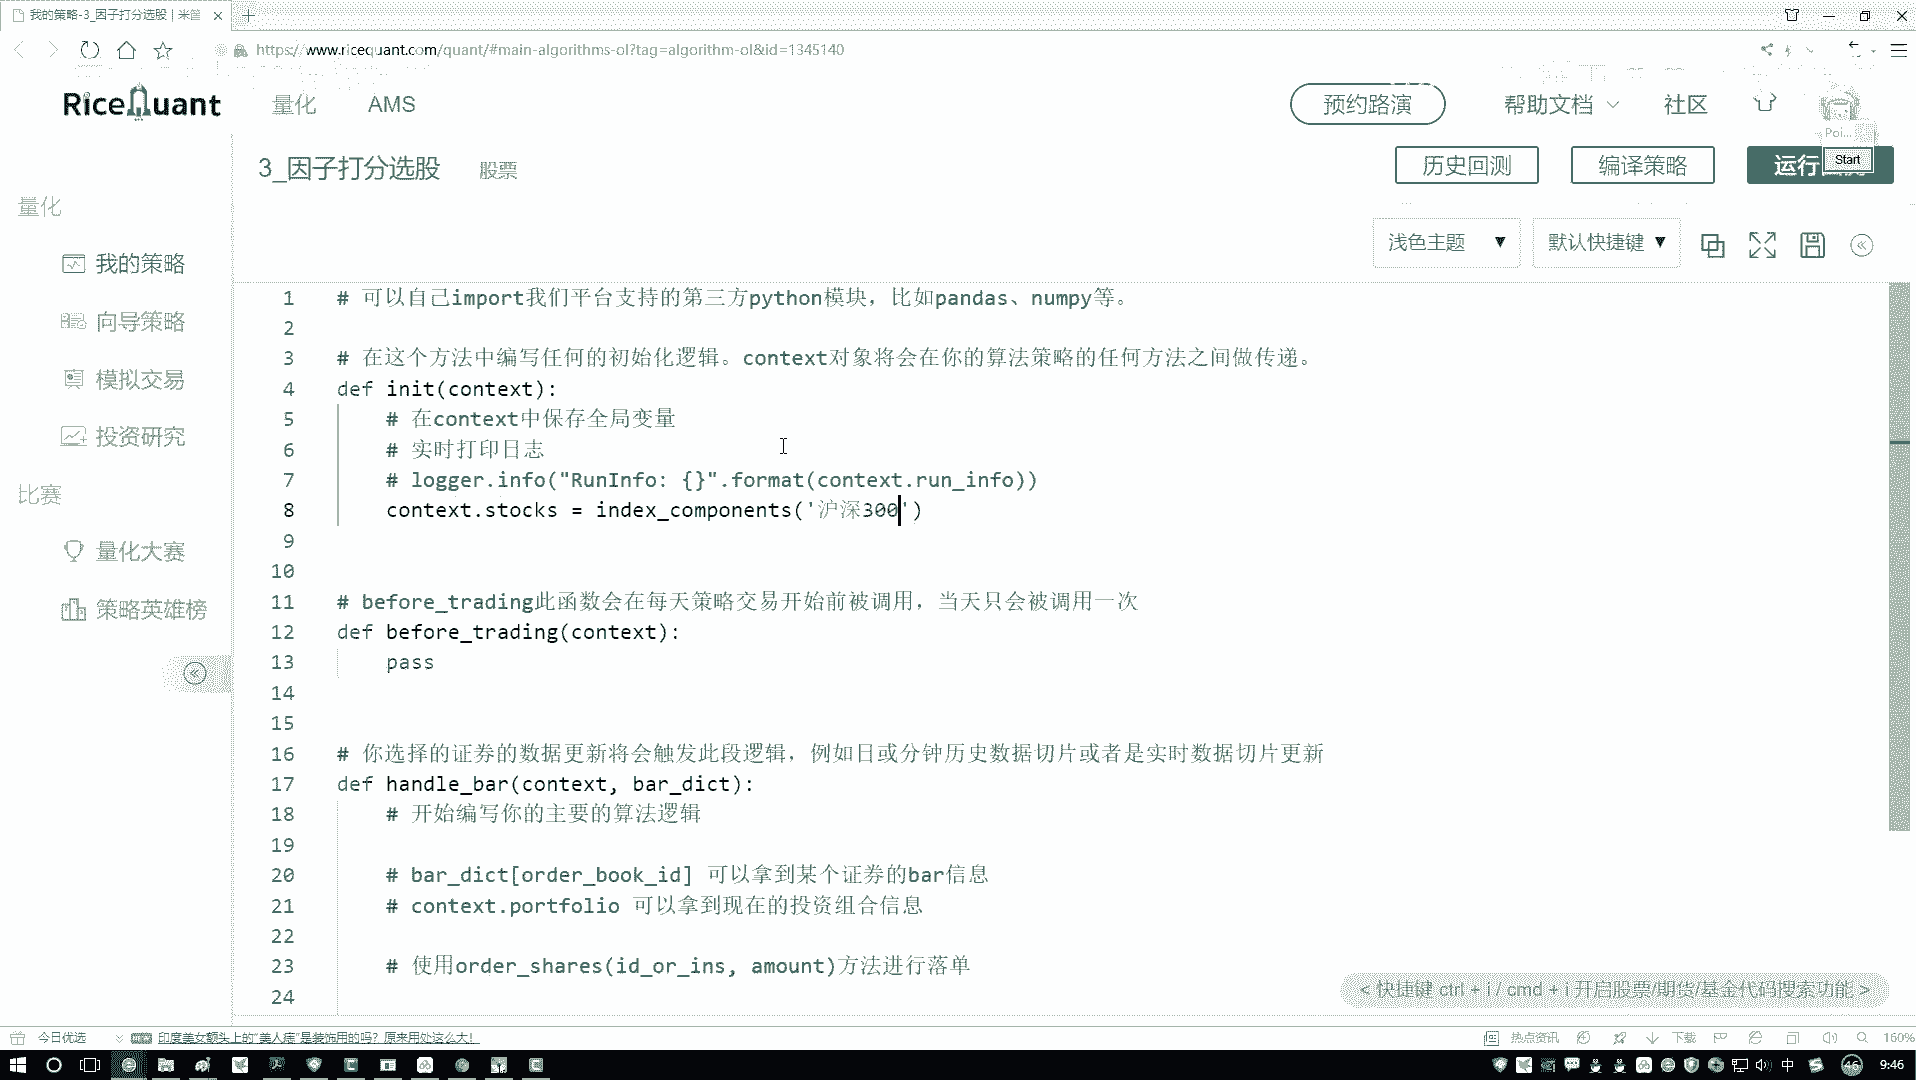 我的策略-3_因子打分选股 | 米筐
https://www.ricequant.com/quant/#main-algorithms-ol?tag=algorithm-ol&id=1345140
RiceQuant
量化
AMS
预约路演
帮助文档
社区
Poi...
Start
3_因子打分选股
股票
历史回测
编译策略
运行
量化
我的策略
向导策略
模拟交易
投资研究
比赛
量化大赛
策略英雄榜
浅色主题 ▼
默认快捷键 ▼
1 # 可以自己import我们平台支持的第三方python模块，比如pandas、numpy等。
2
3 # 在这个方法中编写任何的初始化逻辑。context对象将会在你的算法策略的任何方法之间做传递。
4 def init(context):
5 # 在context中保存全局变量
6 # 实时打印日志
7 # logger.info("RunInfo: {}".format(context.run_info))
8 context.stocks = index_components('沪深300')
9
10
11 # before_trading此函数会在每天策略交易开始前被调用，当天只会被调用一次
12 def before_trading(context):
13 pass
14
15
16 # 你选择的证券的数据更新将会触发此段逻辑，例如日或分钟历史数据切片或者是实时数据切片更新
17 def handle_bar(context, bar_dict):
18 # 开始编写你的主要的算法逻辑
19
20 # bar_dict[order_book_id] 可以拿到某个证券的bar信息
21 # context.portfolio 可以拿到现在的投资组合信息
22
23 # 使用order_shares(id_or_ins, amount)方法进行落单
24
< 快捷键 ctrl + i / cmd + i 开启股票/期货/基金代码搜索功能 >
今日优选
印度美女额头上的“美人痣”是装饰用的吗？原来用处这么大！
热点资讯
下载
160%
中
46
9:46